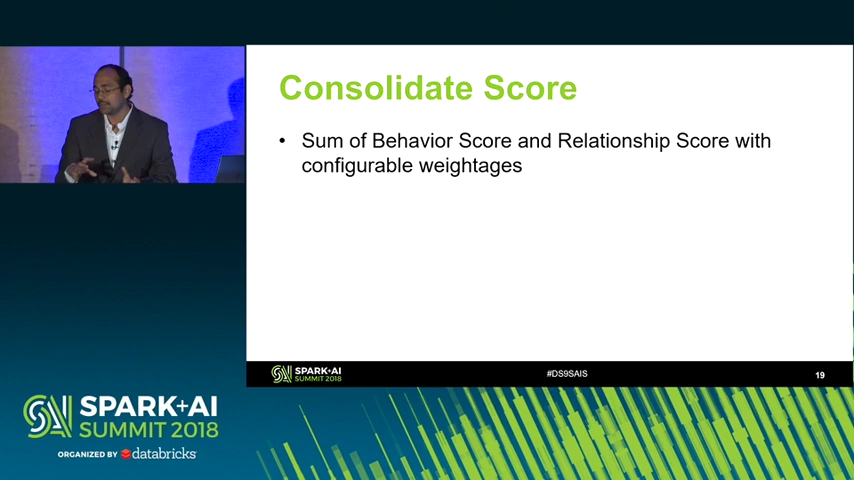 Consolidate Score
• Sum of Behavior Score and Relationship Score with
configurable weightages
SPARK+AI
SUMMIT 2018
#DS9SAIS
19
SPARK+AI
SUMMIT 2018
ORGANIZED BY databricks